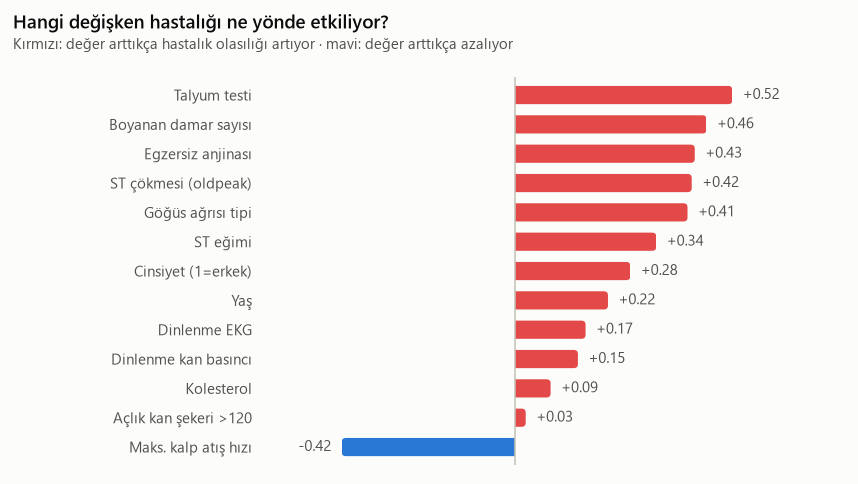 Hangi değişken hastalığı ne yönde etkiliyor?
Kırmızı: değer arttıkça hastalık olasılığı artıyor · mavi: değer arttıkça azalıyor
Talyum testi +0.52
Boyanan damar sayısı +0.46
Egzersiz anjinası +0.43
ST çökmesi (oldpeak) +0.42
Göğüs ağrısı tipi +0.41
ST eğimi +0.34
Cinsiyet (1=erkek) +0.28
Yaş +0.22
Dinlenme EKG +0.17
Dinlenme kan basıncı +0.15
Kolesterol +0.09
Açlık kan şekeri >120 +0.03
Maks. kalp atış hızı -0.42